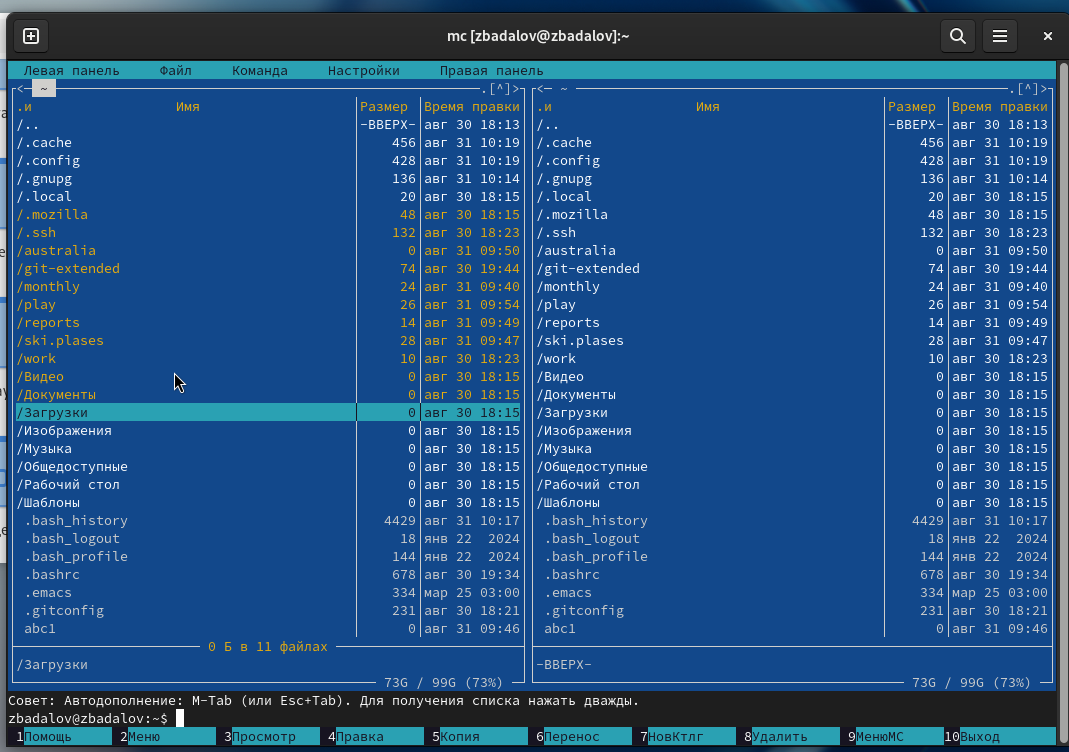 mc [zbadalov@zbadalov]:~
Левая панель Файл Команда Настройки Правая панель
<─ ~ .[^]> <─ ~ .[^]>
.и Имя Размер Время правки .и Имя Размер Время правки
/.. -ВВЕРХ- авг 30 18:13 /.. -ВВЕРХ- авг 30 18:13
/.cache 456 авг 31 10:19 /.cache 456 авг 31 10:19
/.config 428 авг 31 10:19 /.config 428 авг 31 10:19
/.gnupg 136 авг 31 10:14 /.gnupg 136 авг 31 10:14
/.local 20 авг 30 18:15 /.local 20 авг 30 18:15
/.mozilla 48 авг 30 18:15 /.mozilla 48 авг 30 18:15
/.ssh 132 авг 30 18:23 /.ssh 132 авг 30 18:23
/australia 0 авг 31 09:50 /australia 0 авг 31 09:50
/git-extended 74 авг 30 19:44 /git-extended 74 авг 30 19:44
/monthly 24 авг 31 09:40 /monthly 24 авг 31 09:40
/play 26 авг 31 09:54 /play 26 авг 31 09:54
/reports 14 авг 31 09:49 /reports 14 авг 31 09:49
/ski.plases 28 авг 31 09:47 /ski.plases 28 авг 31 09:47
/work 10 авг 30 18:23 /work 10 авг 30 18:23
/Видео 0 авг 30 18:15 /Видео 0 авг 30 18:15
/Документы 0 авг 30 18:15 /Документы 0 авг 30 18:15
/Загрузки 0 авг 30 18:15 /Загрузки 0 авг 30 18:15
/Изображения 0 авг 30 18:15 /Изображения 0 авг 30 18:15
/Музыка 0 авг 30 18:15 /Музыка 0 авг 30 18:15
/Общедоступные 0 авг 30 18:15 /Общедоступные 0 авг 30 18:15
/Рабочий стол 0 авг 30 18:15 /Рабочий стол 0 авг 30 18:15
/Шаблоны 0 авг 30 18:15 /Шаблоны 0 авг 30 18:15
.bash_history 4429 авг 31 10:17 .bash_history 4429 авг 31 10:17
.bash_logout 18 янв 22 2024 .bash_logout 18 янв 22 2024
.bash_profile 144 янв 22 2024 .bash_profile 144 янв 22 2024
.bashrc 678 авг 30 19:34 .bashrc 678 авг 30 19:34
.emacs 334 мар 25 03:00 .emacs 334 мар 25 03:00
.gitconfig 231 авг 30 18:21 .gitconfig 231 авг 30 18:21
abc1 0 авг 31 09:46 abc1 0 авг 31 09:46
0 Б в 11 файлах
/Загрузки -ВВЕРХ-
73G / 99G (73%) 73G / 99G (73%)
Совет: Автодополнение: M-Tab (или Esc+Tab). Для получения списка нажать дважды.
zbadalov@zbadalov:~$
1Помощь 2Меню 3Просмотр 4Правка 5Копия 6Перенос 7НовКтлг 8Удалить 9МенюMC 10Выход